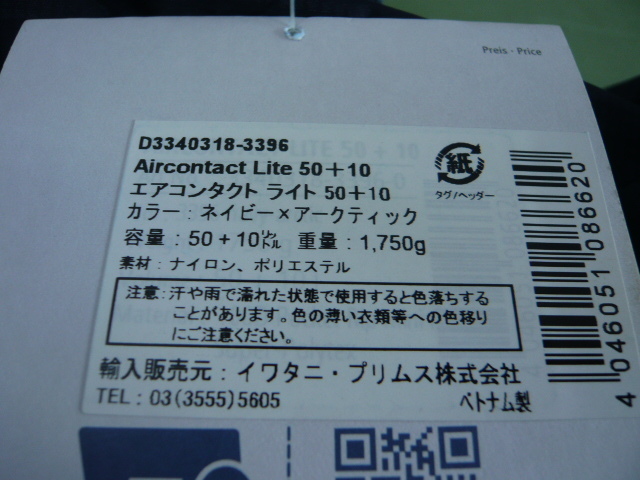 Preis · Price
D3340318-3396
Aircontact Lite 50+10
エアコンタクト ライト 50+10
カラー：ネイビー×アークティック
容量：50+10㍑ 重量：1,750g
素材：ナイロン、ポリエステル
紙
タグ/ヘッダー
注意：汗や雨で濡れた状態で使用すると色落ちする
ことがあります。色の薄い衣類等への色移り
にご注意ください。
輸入販売元：イワタニ・プリムス株式会社
TEL：03(3555)5605
ベトナム製
4 046051 086620